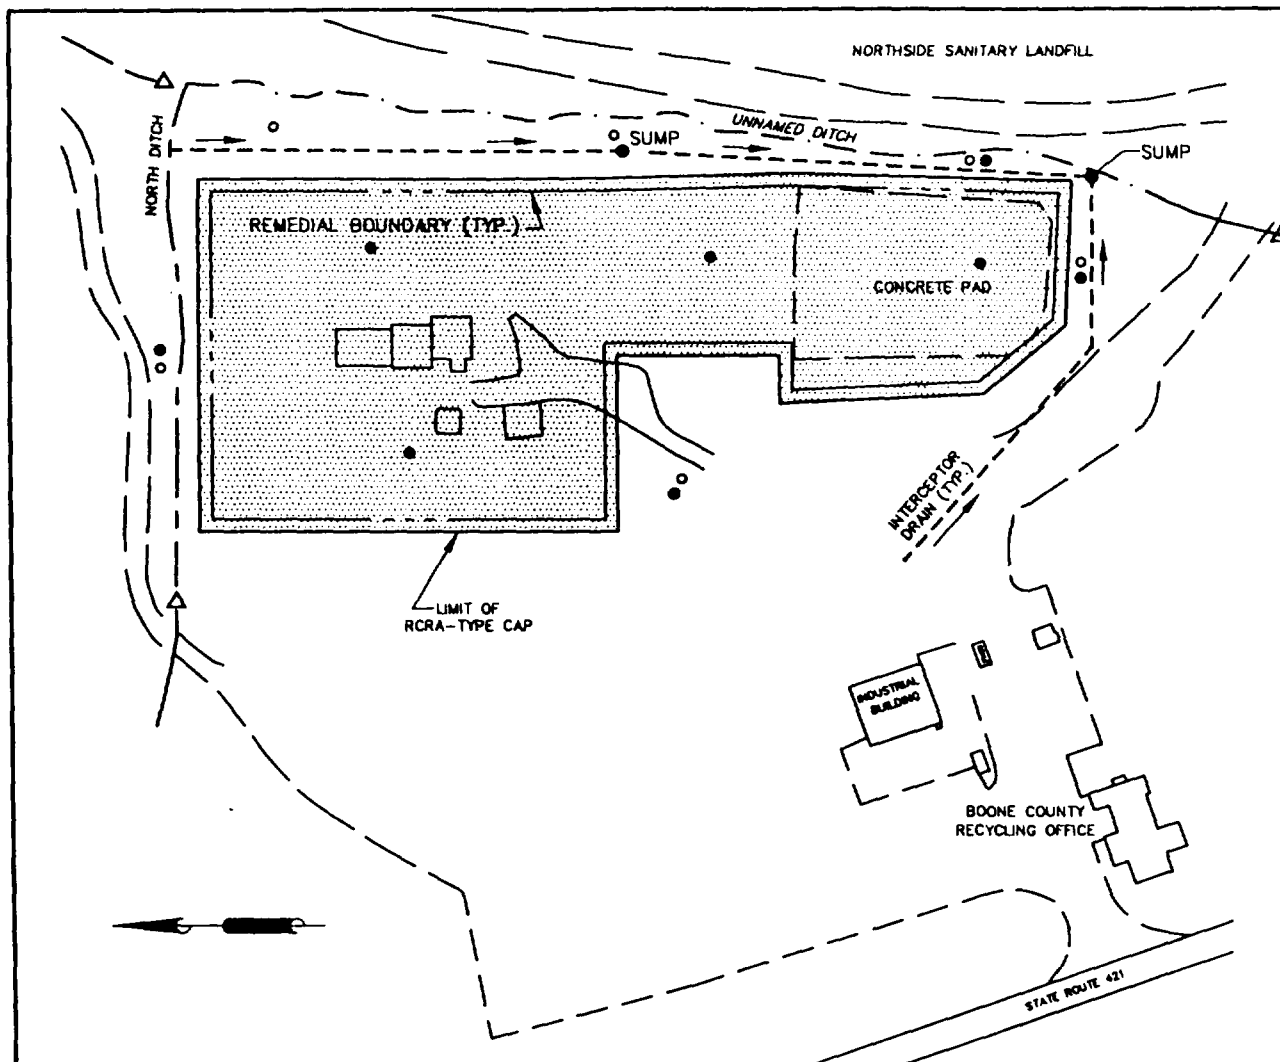 NORTHSIDE SANITARY LANDFILL
NORTH DITCH
UNNAMED DITCH
SUMP
SUMP
REMEDIAL BOUNDARY (TYP.)
CONCRETE PAD
INTERCEPTOR
DRAIN (TYP.)
LIMIT OF
RCRA-TYPE CAP
INDUSTRIAL
BUILDING
BOONE COUNTY
RECYCLING OFFICE
STATE ROUTE 421